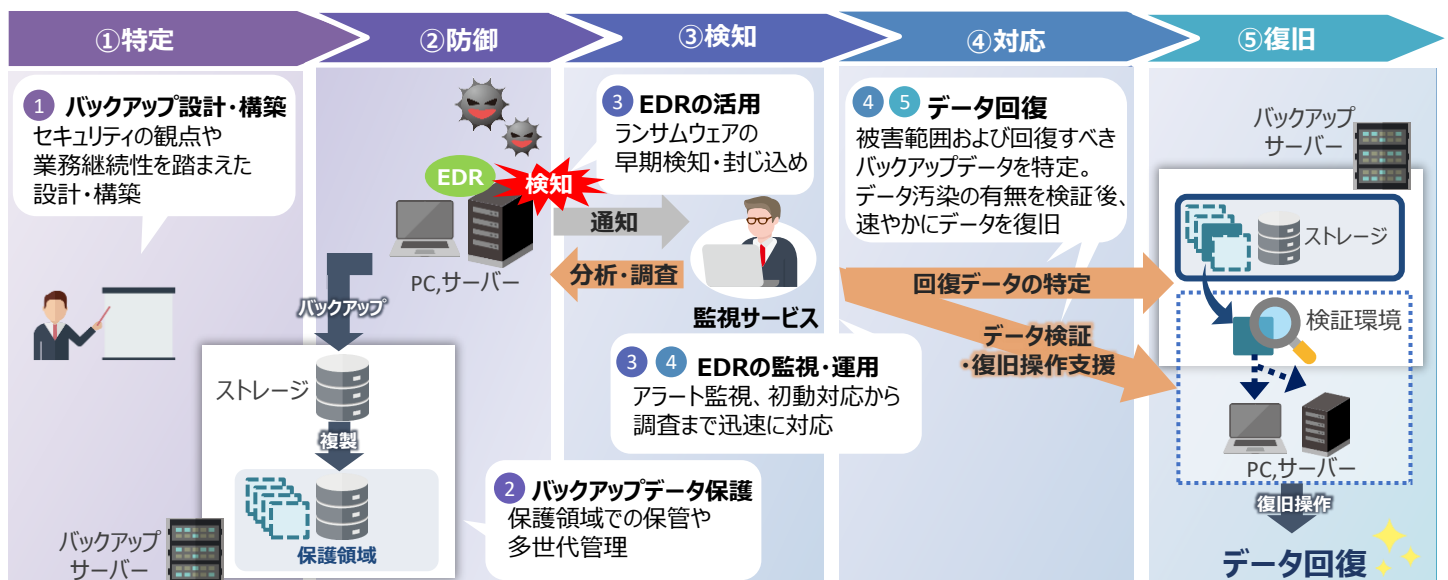 ①特定
②防御
③検知
④対応
⑤復旧
1 バックアップ設計・構築
セキュリティの観点や
業務継続性を踏まえた
設計・構築
EDR
検知
PC,サーバー
バックアップ
ストレージ
複製
保護領域
バックアップ
サーバー
2 バックアップデータ保護
保護領域での保管や
多世代管理
3 EDRの活用
ランサムウェアの
早期検知・封じ込め
通知
分析・調査
監視サービス
3 4 EDRの監視・運用
アラート監視、初動対応から
調査まで迅速に対応
4 5 データ回復
被害範囲および回復すべき
バックアップデータを特定。
データ汚染の有無を検証後、
速やかにデータを復旧
回復データの特定
データ検証
・復旧操作支援
バックアップ
サーバー
ストレージ
検証環境
PC,サーバー
復旧操作
データ回復